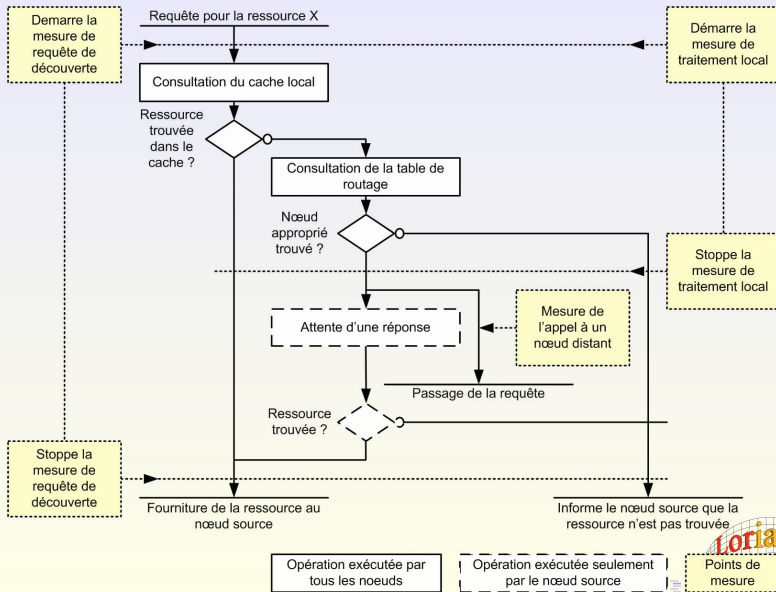 Demarre la
mesure de
requête de
découverte
Requête pour la ressource X
Démarre la
mesure de
traitement local
Consultation du cache local
Ressource
trouvée
dans le
cache ?
Consultation de la table de
routage
Nœud
approprié
trouvé ?
Stoppe la
mesure de
traitement local
Attente d'une réponse
Mesure de
l'appel à un
nœud distant
Passage de la requête
Ressource
trouvée ?
Stoppe la
mesure de
requête de
découverte
Fourniture de la ressource au
nœud source
Informe le nœud source que la
ressource n'est pas trouvée
Loria
Opération exécutée par
tous les noeuds
Opération exécutée seulement
par le nœud source
Points de
mesure